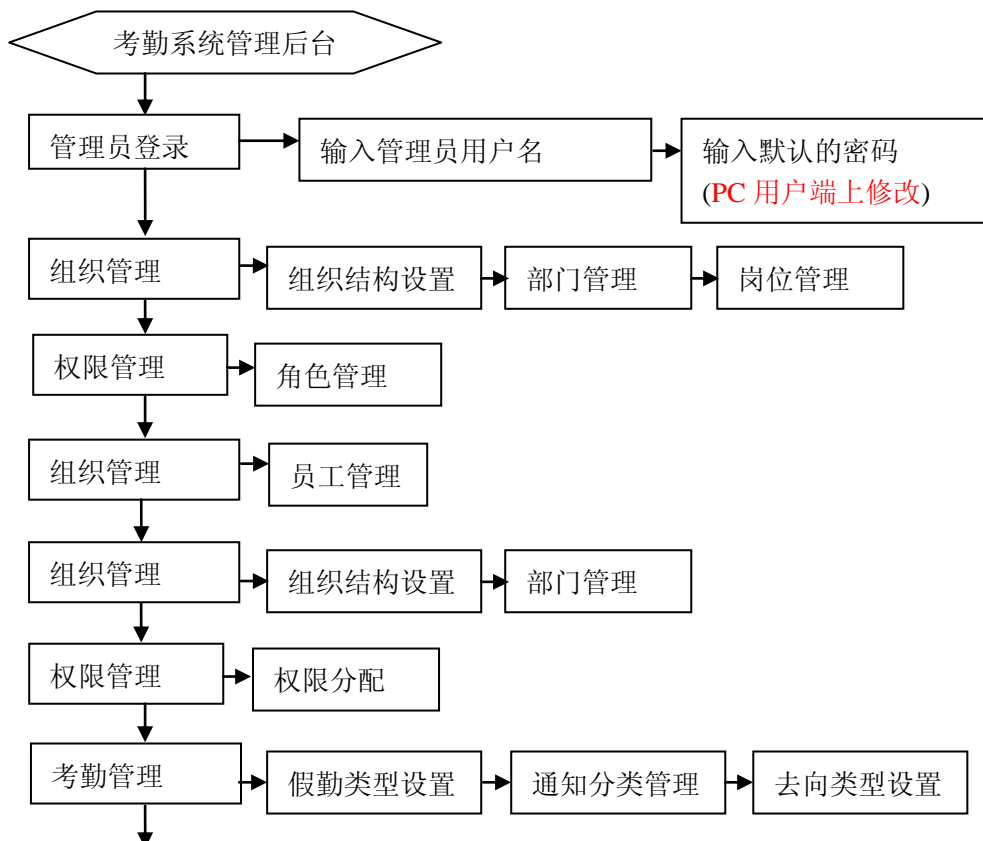 考勤系统管理后台
管理员登录
输入管理员用户名
输入默认的密码
(PC 用户端上修改)
组织管理
组织结构设置
部门管理
岗位管理
权限管理
角色管理
组织管理
员工管理
组织管理
组织结构设置
部门管理
权限管理
权限分配
考勤管理
假勤类型设置
通知分类管理
去向类型设置